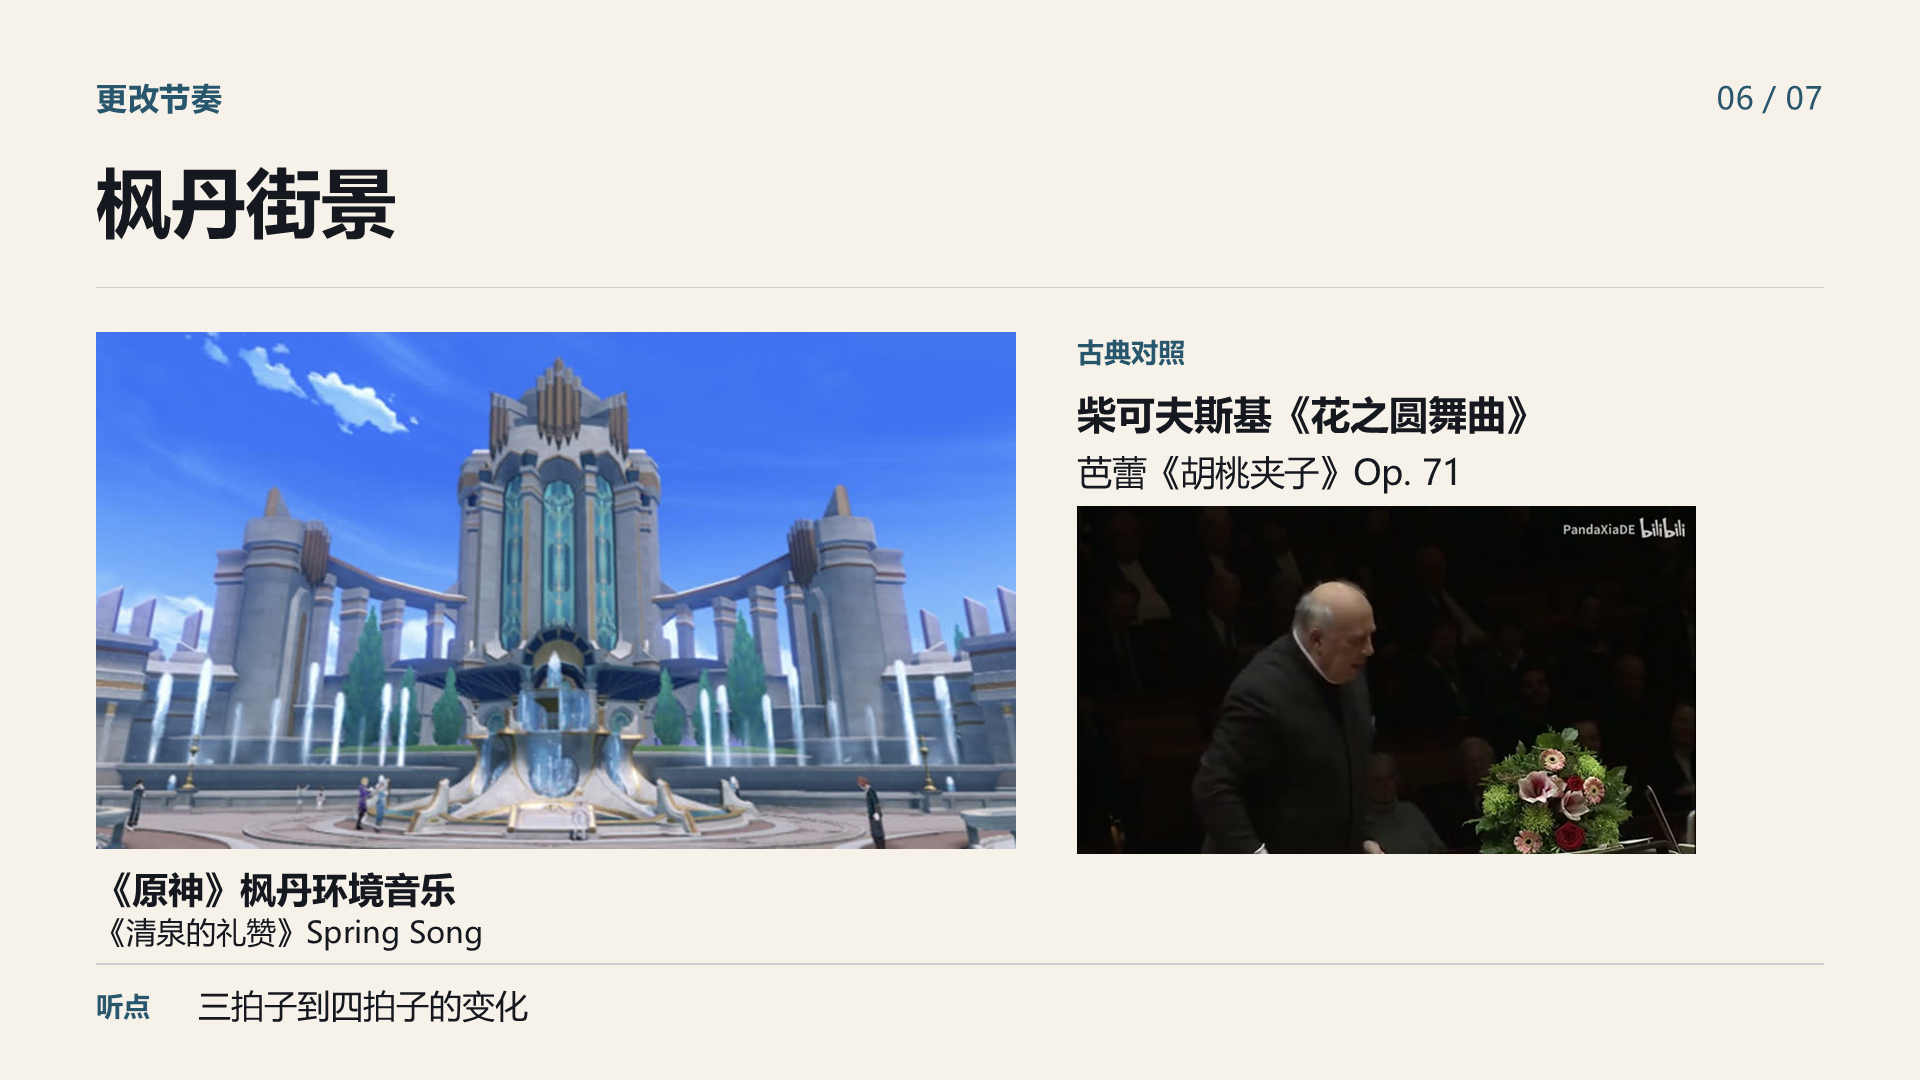 更改节奏
06 / 07
枫丹街景
古典对照
柴可夫斯基《花之圆舞曲》
芭蕾《胡桃夹子》Op. 71
PandaXiaDE bilibili
《原神》枫丹环境音乐
《清泉的礼赞》Spring Song
听点 三拍子到四拍子的变化